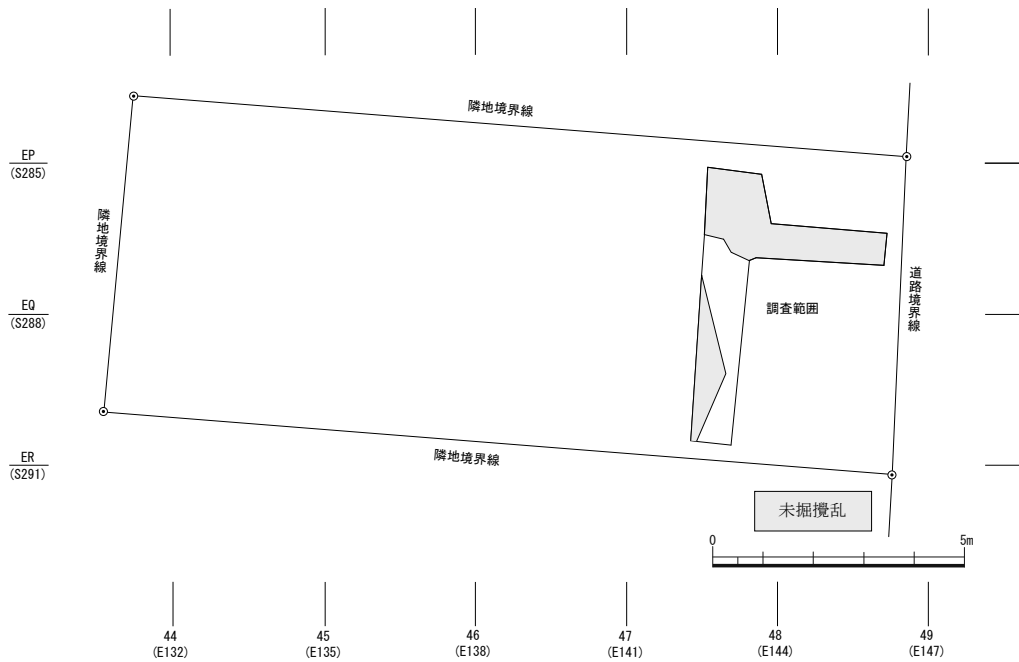 隣地境界線
EP
(S285)
隣地境界線
道路境界線
EQ
(S288)
調査範囲
隣地境界線
ER
(S291)
未掘攪乱
0
5m
44
(E132)
45
(E135)
46
(E138)
47
(E141)
48
(E144)
49
(E147)